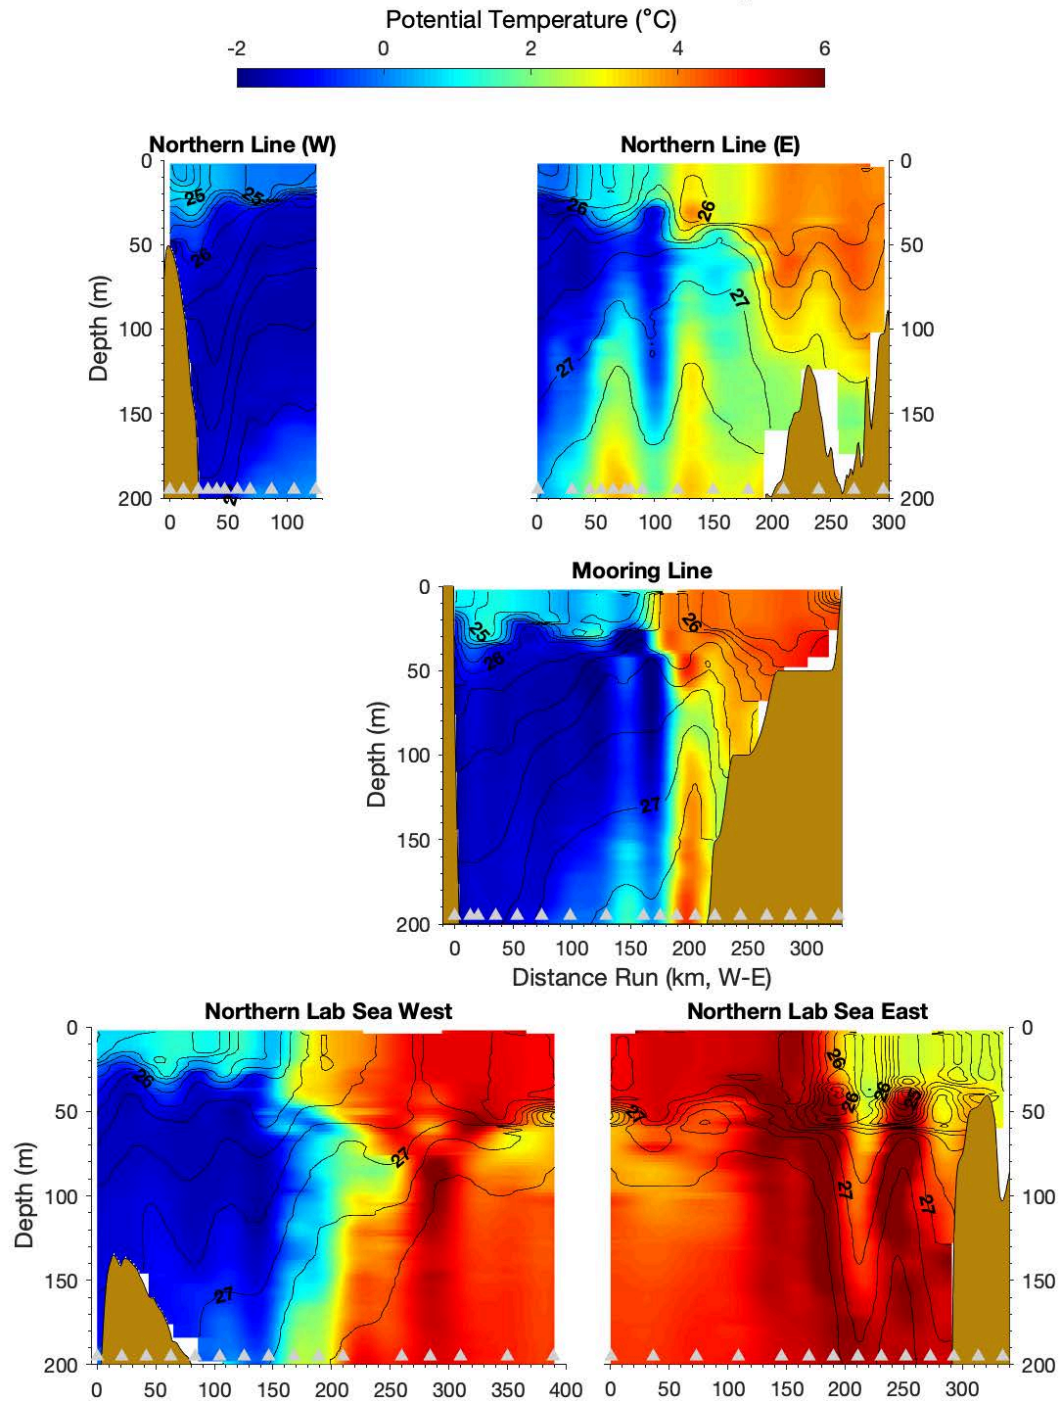 Potential Temperature (°C)
-2 0 2 4 6
Northern Line (W)
Northern Line (E)
0
50
100
150
200
Depth (m)
25 25
26
0 50 100
26 26
27
27
0
50
100
150
200
0 50 100 150 200 250 300
Mooring Line
0
50
100
150
200
Depth (m)
25
26
26
27
0 50 100 150 200 250 300
Distance Run (km, W-E)
Northern Lab Sea West
Northern Lab Sea East
0
50
100
150
200
Depth (m)
26
27
27
0 50 100 150 200 250 300 350 400
27
26
26 26 25
27 27
0
50
100
150
200
0 50 100 150 200 250 300